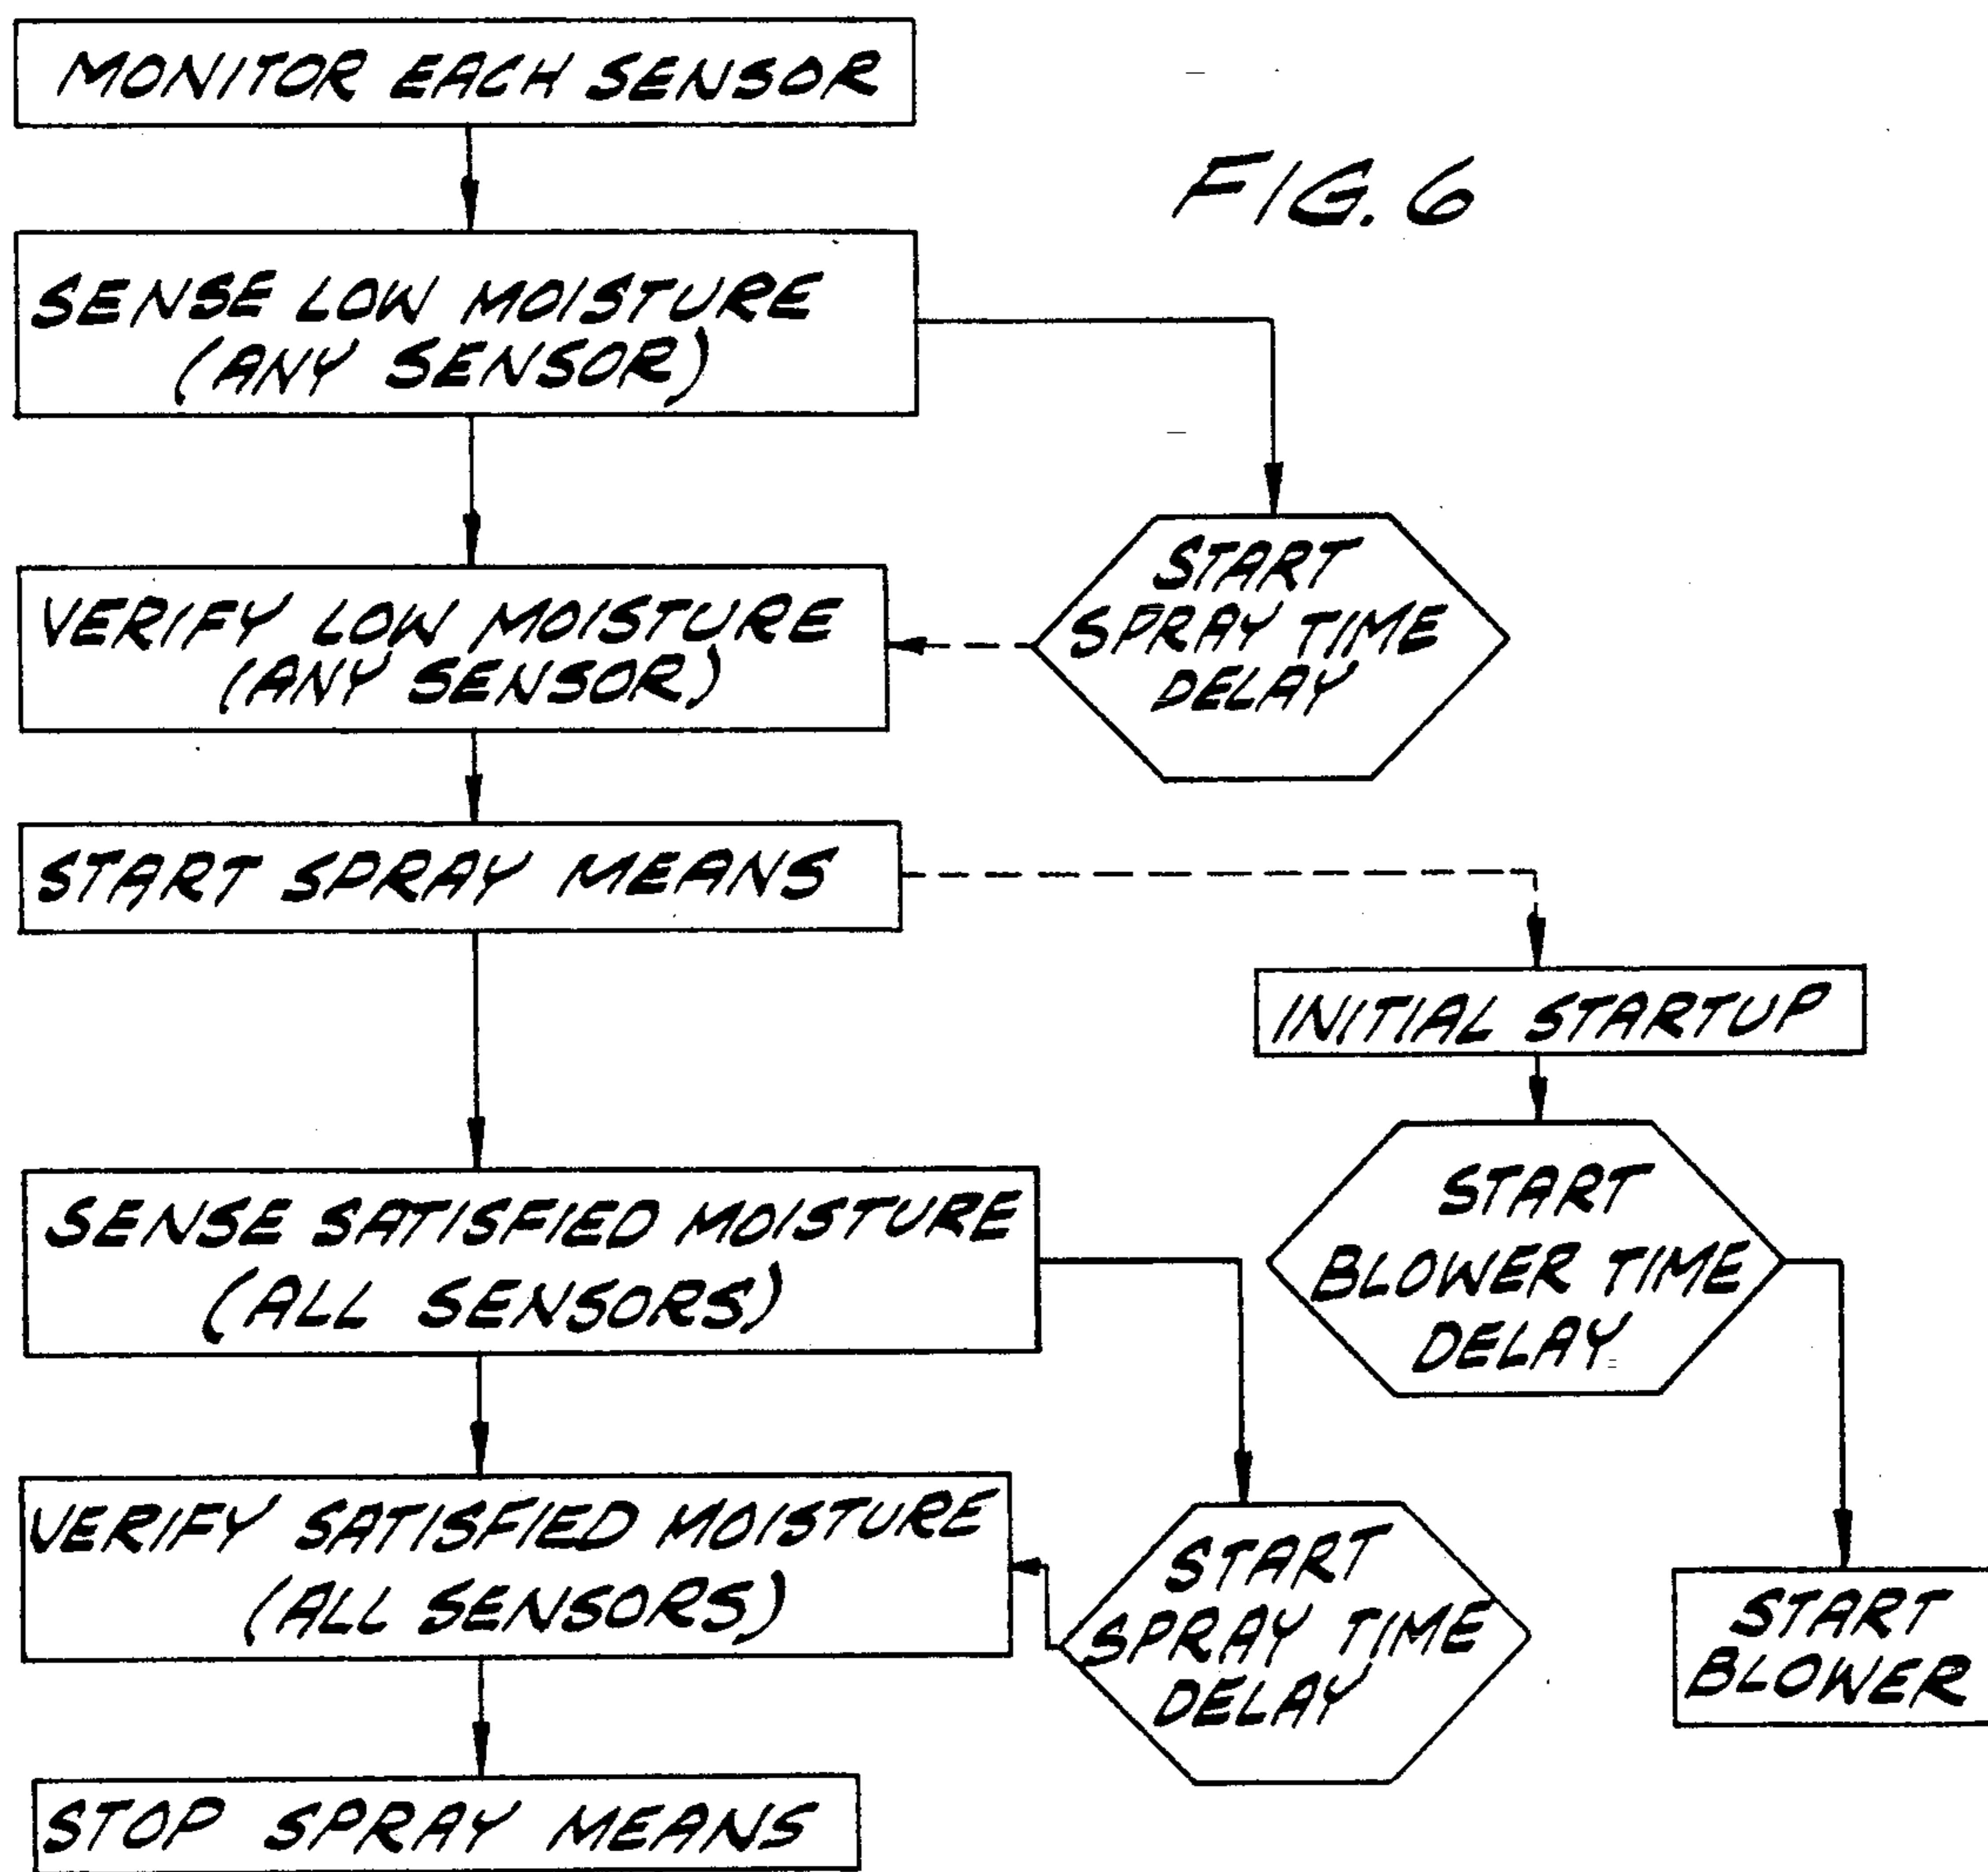 MONITOR EACH SENSOR
FIG. 6
SENSE LOW MOISTURE
(ANY SENSOR)
START
SPRAY TIME
DELAY
VERIFY LOW MOISTURE
(ANY SENSOR)
START SPRAY MEANS
INITIAL STARTUP
START
BLOWER TIME
DELAY
SENSE SATISFIED MOISTURE
(ALL SENSORS)
VERIFY SATISFIED MOISTURE
(ALL SENSORS)
START
SPRAY TIME
DELAY
START
BLOWER
STOP SPRAY MEANS